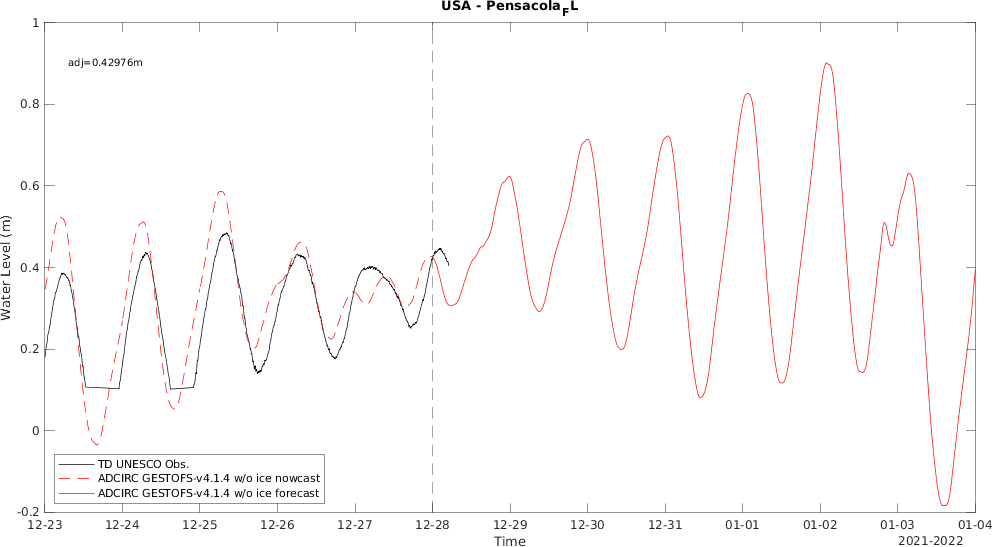 USA - Pensacola_FL
adj=0.42976m
Water Level (m)
1
0.8
0.6
0.4
0.2
0
-0.2
TD UNESCO Obs.
ADCIRC GESTOFS-v4.1.4 w/o ice nowcast
ADCIRC GESTOFS-v4.1.4 w/o ice forecast
12-23 12-24 12-25 12-26 12-27 12-28 12-29 12-30 12-31 01-01 01-02 01-03 01-04
Time
2021-2022